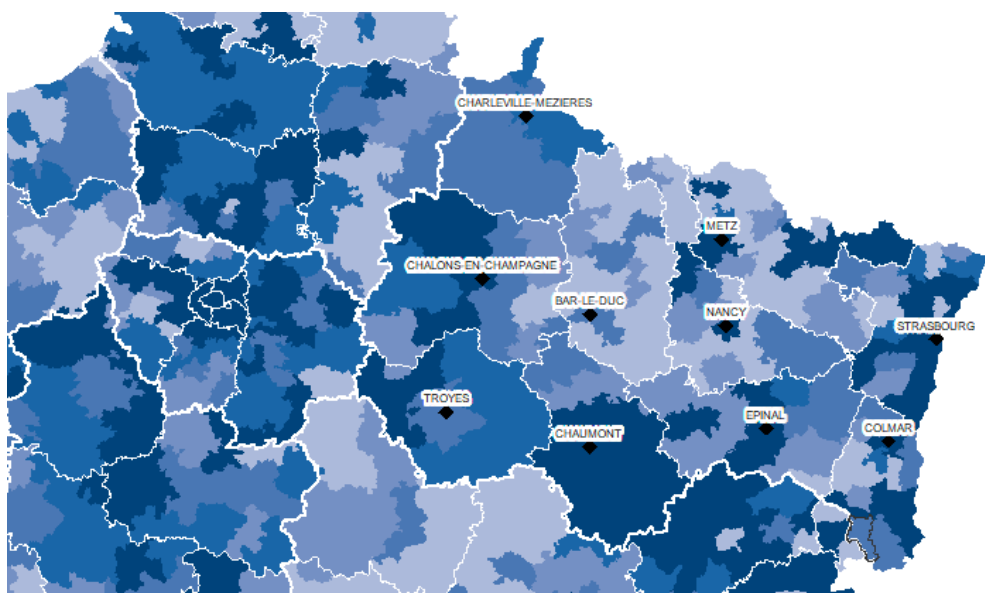 CHARLEVILLE-MEZIERES
METZ
CHALONS-EN-CHAMPAGNE
BAR-LE-DUC
NANCY
STRASBOURG
TROYES
EPINAL
CHAUMONT
COLMAR